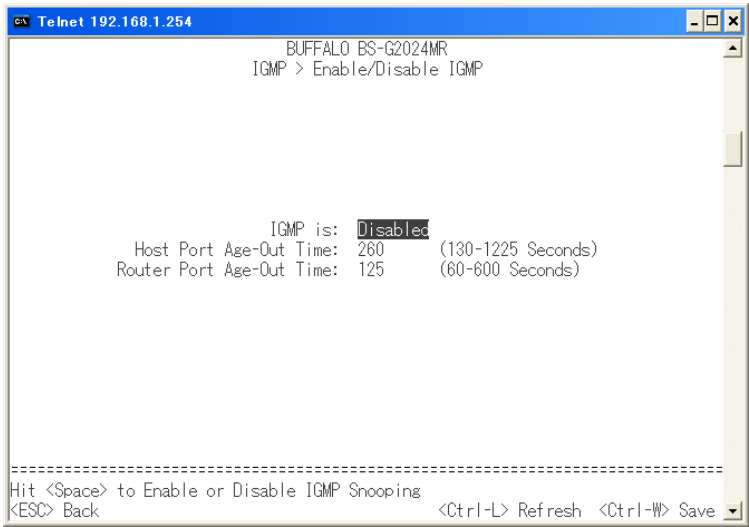 Telnet 192.168.1.254
BUFFALO BS-G2024MR
IGMP > Enable/Disable IGMP
IGMP is: Disabled
Host Port Age-Out Time: 260 (130-1225 Seconds)
Router Port Age-Out Time: 125 (60-600 Seconds)
================================================================================
Hit <Space> to Enable or Disable IGMP Snooping
<ESC> Back <Ctrl-L> Refresh <Ctrl-W> Save